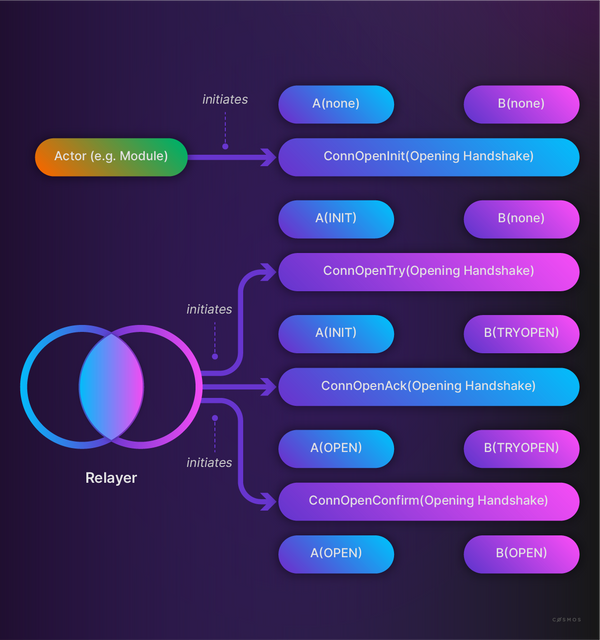 initiates
A(none)
B(none)
Actor (e.g. Module)
ConnOpenInit(Opening Handshake)
A(INIT)
B(none)
ConnOpenTry(Opening Handshake)
initiates
A(INIT)
B(TRYOPEN)
ConnOpenAck(Opening Handshake)
A(OPEN)
B(TRYOPEN)
initiates
Relayer
ConnOpenConfirm(Opening Handshake)
A(OPEN)
B(OPEN)
COSMOS